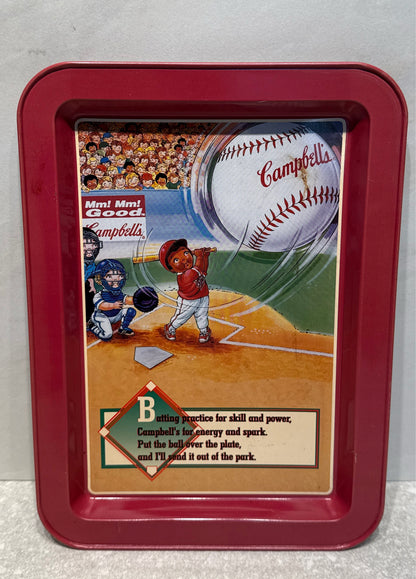 Campbell's
Mm! Mm!
Good.
Campbell's
Batting practice for skill and power,
Campbell's for energy and spark.
Put the ball over the plate,
and I'll send it out of the park.